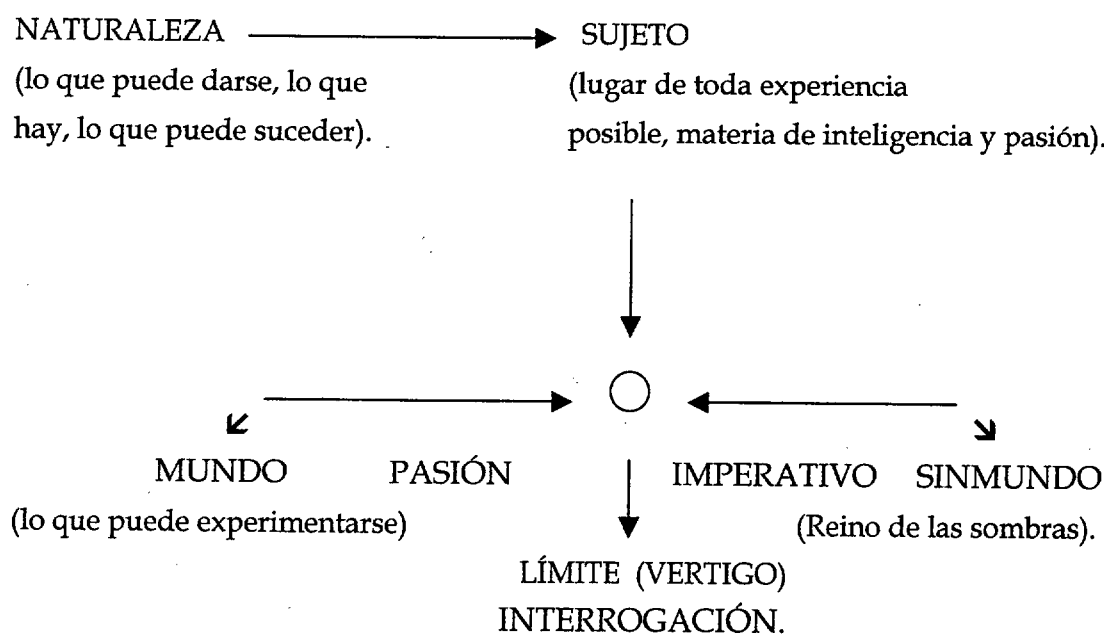 NATURALEZA SUJETO
(lo que puede darse, lo que (lugar de toda experiencia
hay, lo que puede suceder). posible, materia de inteligencia y pasión).
MUNDO PASIÓN IMPERATIVO SINMUNDO
(lo que puede experimentarse) (Reino de las sombras).
LÍMITE (VERTIGO)
INTERROGACIÓN.